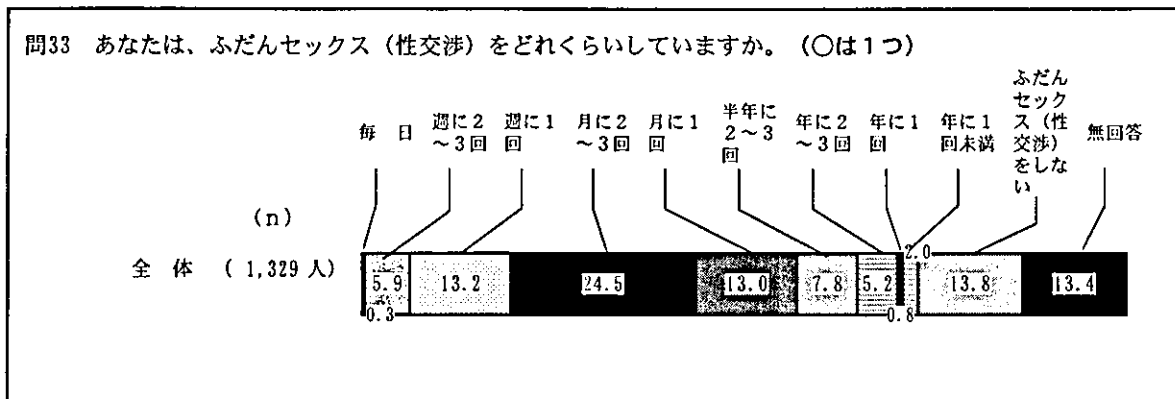 問33 あなたは、ふだんセックス（性交渉）をどれくらいしていますか。（○は1つ）
毎 日
週に2
～3回
週に1
回
月に2
～3回
月に1
回
半年に
2～3
回
年に2
～3回
年に1
回
年に1
回未満
ふだん
セック
ス（性
交渉）
をしな
い
無回答
(n)
全 体 ( 1,329 人)
0.3
5.9
13.2
24.5
13.0
7.8
5.2
0.8
2.0
13.8
13.4